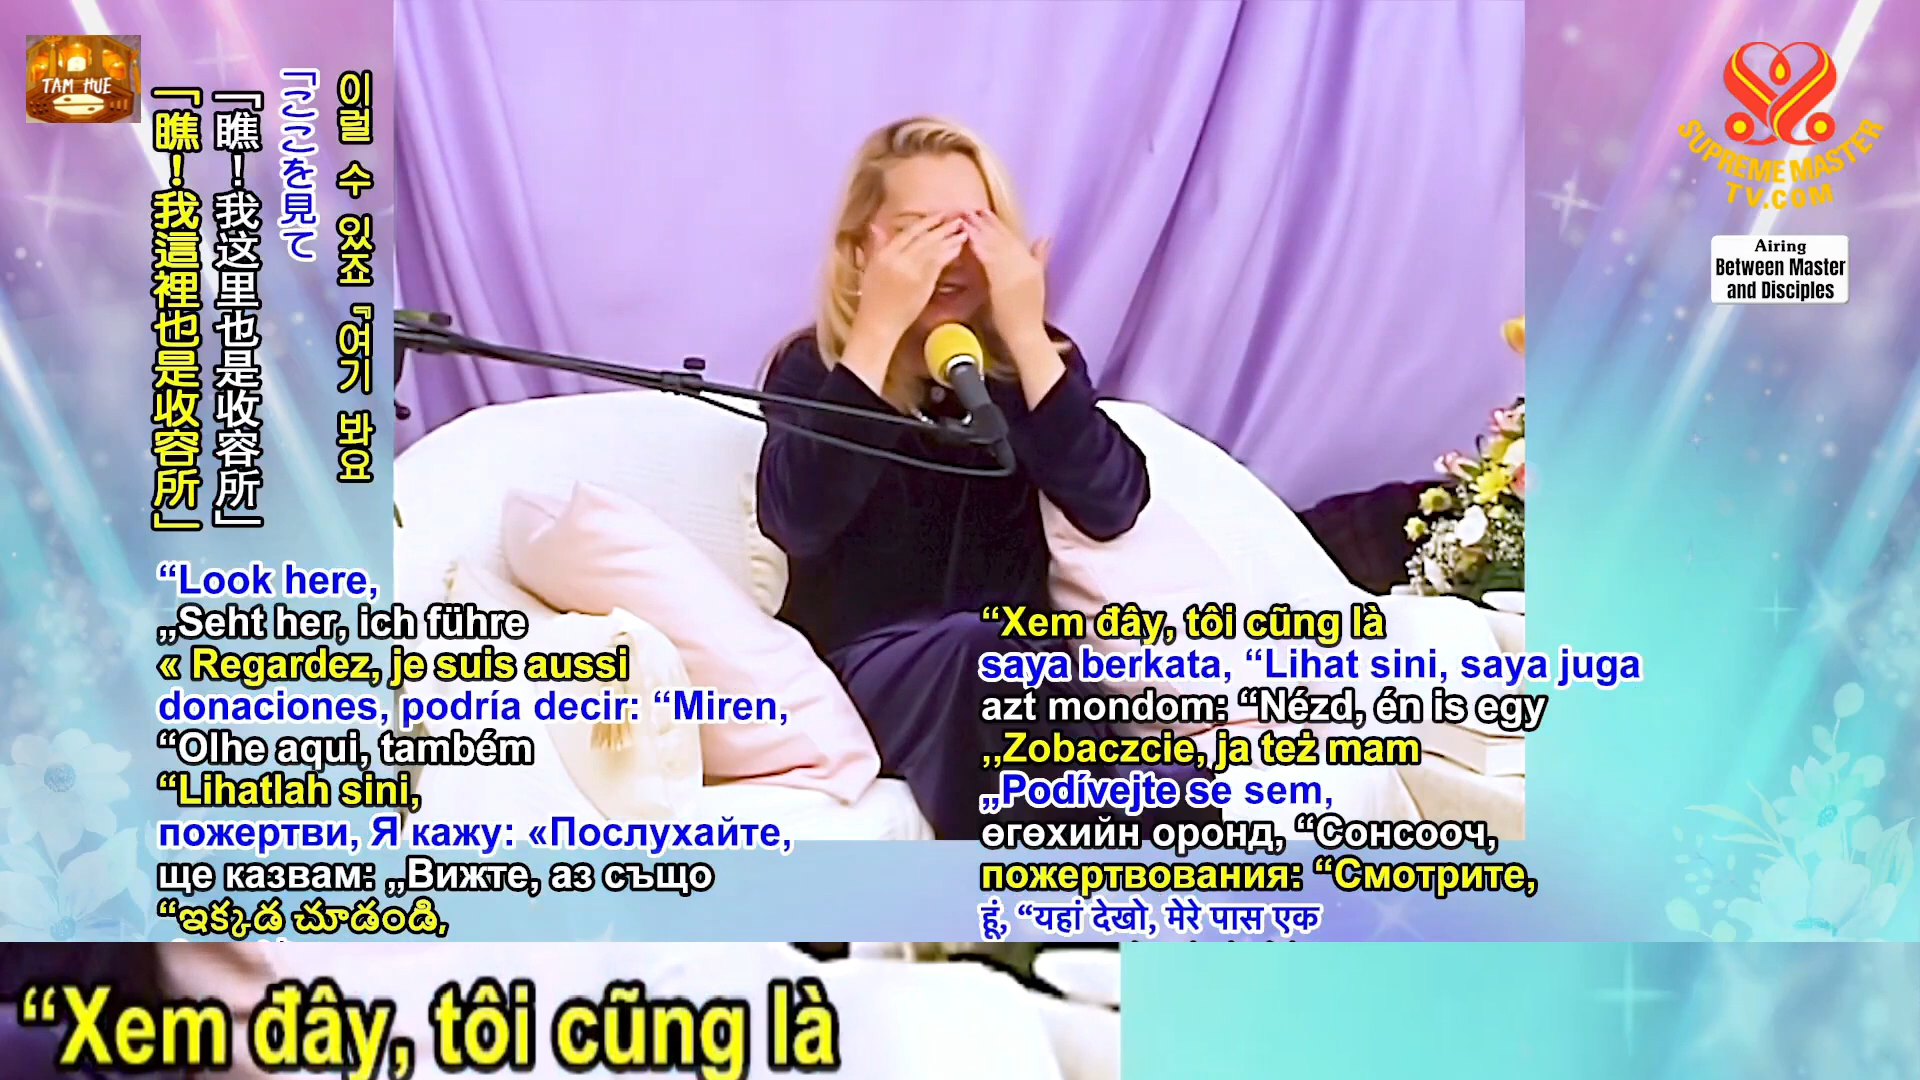 TAM HUE
「瞧！我這裡也是收容所」
「瞧！我这里也是收容所」
「ここを見て
이럴 수 있죠 『여기 봐요
SUPREME MASTER
TV.COM
Airing
Between Master
and Disciples
“Look here,
„Seht her, ich führe
« Regardez, je suis aussi
donaciones, podría decir: “Miren,
“Olhe aqui, também
“Lihatlah sini,
пожертви, Я кажу: «Послухайте,
ще казвам: „Вижте, аз също
“ఇక్కడ చూడండి,
“Xem đây, tôi cũng là
saya berkata, “Lihat sini, saya juga
azt mondom: “Nézd, én is egy
,,Zobaczcie, ja też mam
„Podívejte se sem,
өгөхийн оронд, “Сонсооч,
пожертвования: “Смотрите,
हूं, “यहां देखो, मेरे पास एक
“Xem đây, tôi cũng là